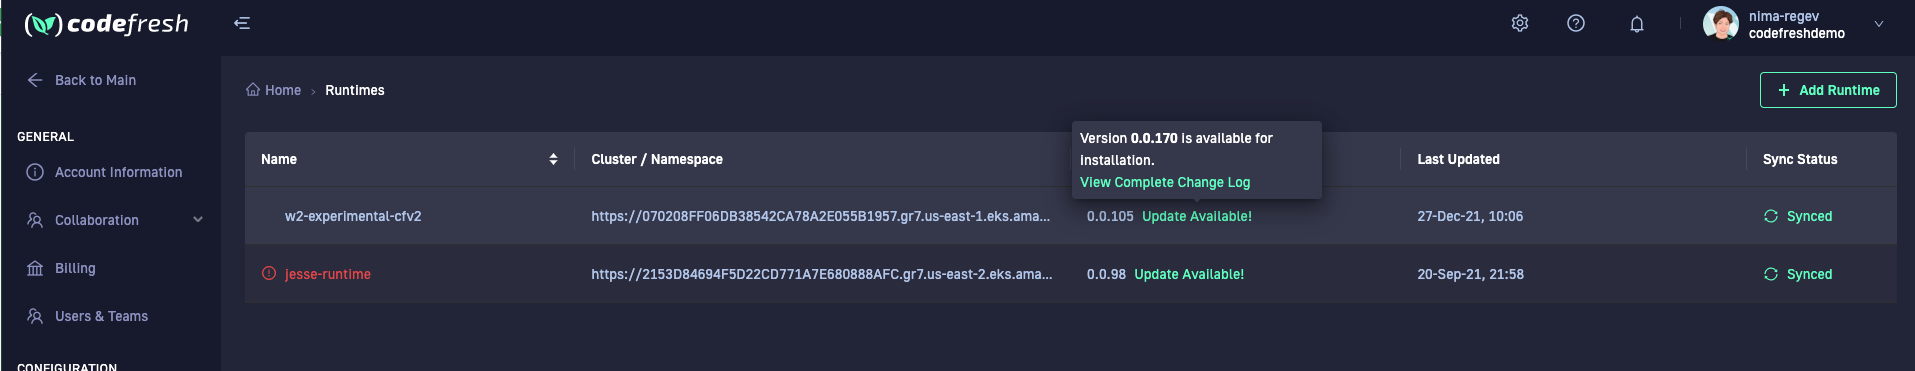 codefresh
nima-regev
codefreshdemo
Back to Main
Home › Runtimes
+ Add Runtime
GENERAL
Version 0.0.170 is available for
installation.
View Complete Change Log
Name
Cluster / Namespace
Last Updated
Sync Status
Account Information
Collaboration
Billing
Users & Teams
CONFIGURATION
w2-experimental-cfv2
https://070208FF06DB38542CA78A2E055B1957.gr7.us-east-1.eks.ama...
0.0.105 Update Available!
27-Dec-21, 10:06
Synced
jesse-runtime
https://2153D84694F5D22CD771A7E680888AFC.gr7.us-east-2.eks.ama...
0.0.98 Update Available!
20-Sep-21, 21:58
Synced